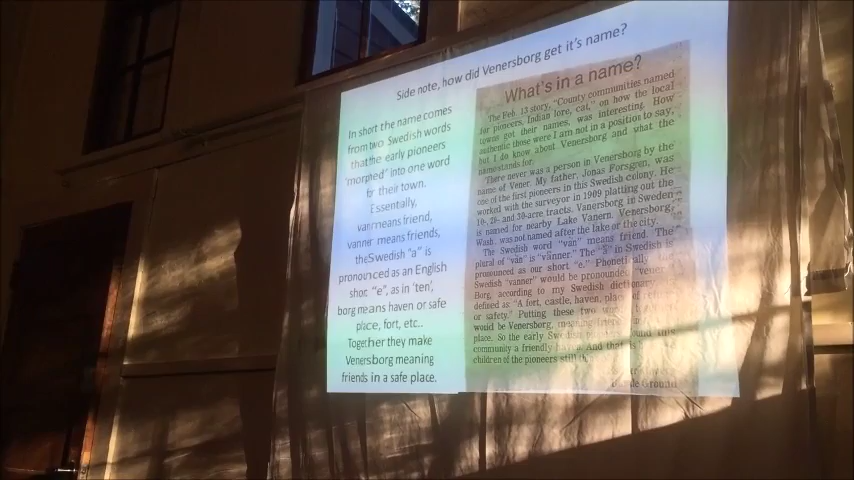 Side note, how did Venersborg get it's name?
In short the name comes
from two Swedish words
that the early pioneers
'morphed' into one word
for their town.
Essentially,
van means friend,
vanner means friends,
the Swedish "a" is
pronounced as an English
short "e", as in 'ten',
borg means haven or safe
place, fort, etc..
Together they make
Venersborg meaning
friends in a safe place.
What's in a name?
The Feb. 13 story, "County communities named
for pioneers, Indian lore, cat," on how the local
towns got their names, was interesting. How
authentic those were I am not in a position to say,
but I do know about Venersborg and what the
name stands for.
There never was a person in Venersborg by the
name of Vener. My father, Jonas Forsgren, was
one of the first pioneers in this Swedish colony. He
worked with the surveyor in 1909 platting out the
10-, 20- and 30-acre tracts. Vanersborg in Sweden
is named for nearby Lake Vanern. Venersborg,
Wash. was not named after the lake or the city.
The Swedish word "van" means friend. The
plural of "van" is "vänner." The "ä" in Swedish is
pronounced as our short "e." Phonetically
Swedish "vanner" would be pronounced "vener
Borg, according to my Swedish dictionary
defined as: "A fort, castle, haven, place of
or safety." Putting these two
would be Venersborg, meaning friends
place. So the early Swedish
community a friendly haven. And that is
children of the pioneers still
Ground